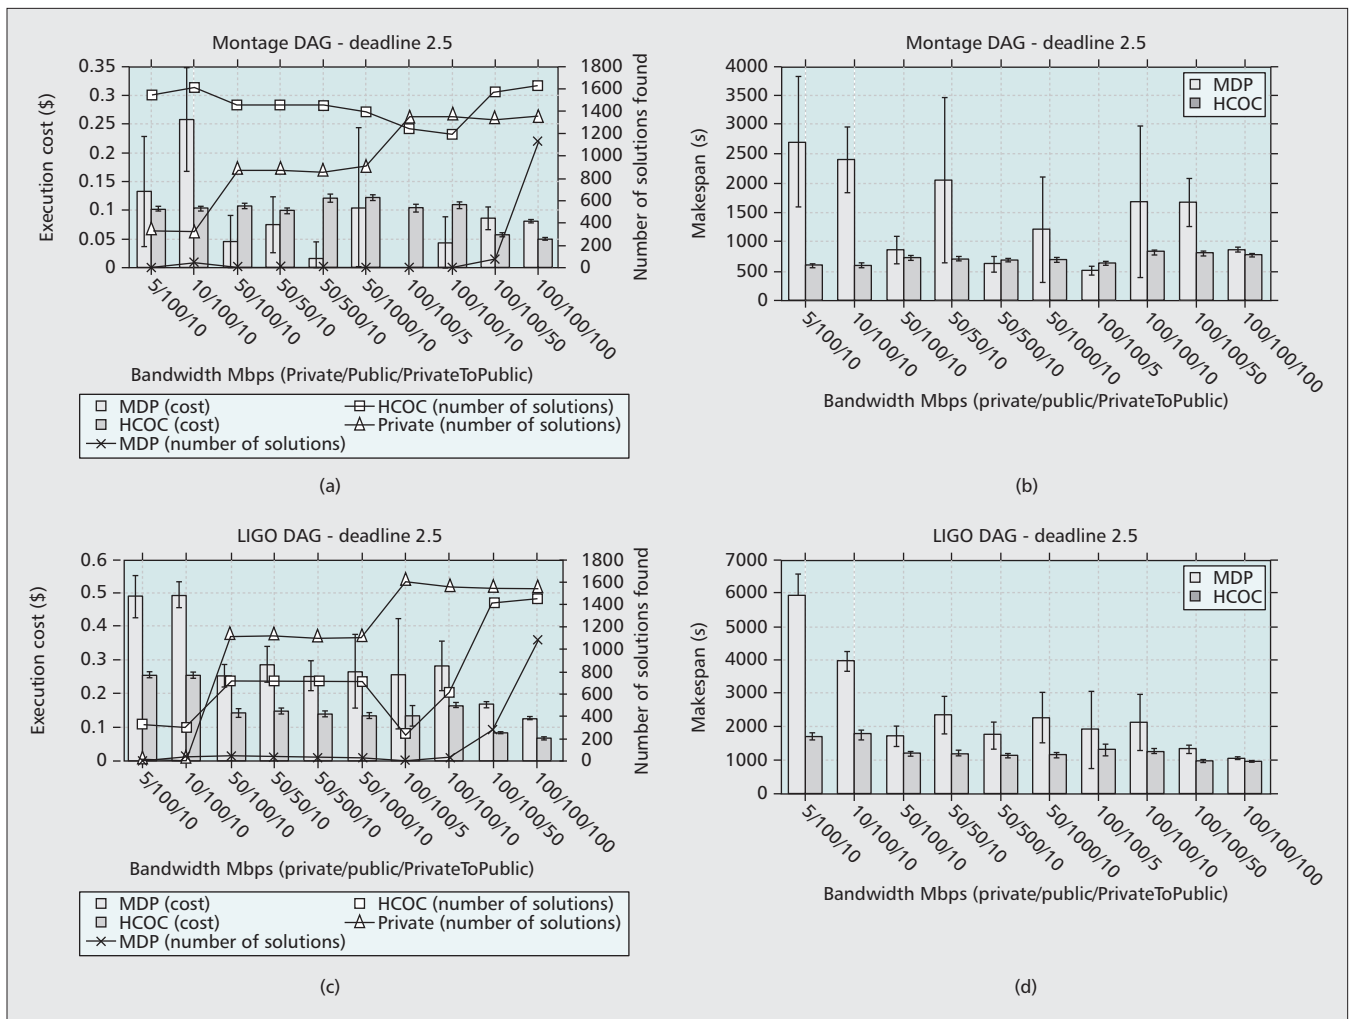 Montage DAG - deadline 2.5
Execution cost ($)
0.35
0.3
0.25
0.2
0.15
0.1
0.05
0
1800
1600
1400
1200
1000
800
600
400
200
0
Number of solutions found
5/100/10
10/100/10
50/100/10
50/50/10
50/500/10
50/1000/10
100/100/5
100/100/10
100/100/50
100/100/100
Bandwidth Mbps (Private/Public/PrivateToPublic)
MDP (cost)
HCOC (cost)
MDP (number of solutions)
HCOC (number of solutions)
Private (number of solutions)
(a)
Montage DAG - deadline 2.5
Makespan (s)
4000
3500
3000
2500
2000
1500
1000
500
0
MDP
HCOC
5/100/10
10/100/10
50/100/10
50/50/10
50/500/10
50/1000/10
100/100/5
100/100/10
100/100/50
100/100/100
Bandwidth Mbps (private/public/PrivateToPublic)
(b)
LIGO DAG - deadline 2.5
Execution cost ($)
0.6
0.5
0.4
0.3
0.2
0.1
0
1800
1600
1400
1200
1000
800
600
400
200
0
Number of solutions found
5/100/10
10/100/10
50/100/10
50/50/10
50/500/10
50/1000/10
100/100/5
100/100/10
100/100/50
100/100/100
Bandwidth Mbps (private/public/PrivateToPublic)
MDP (cost)
HCOC (cost)
MDP (number of solutions)
HCOC (number of solutions)
Private (number of solutions)
(c)
LIGO DAG - deadline 2.5
Makespan (s)
7000
6000
5000
4000
3000
2000
1000
0
MDP
HCOC
5/100/10
10/100/10
50/100/10
50/50/10
50/500/10
50/1000/10
100/100/5
100/100/10
100/100/50
100/100/100
Bandwidth Mbps (private/public/PrivateToPublic)
(d)